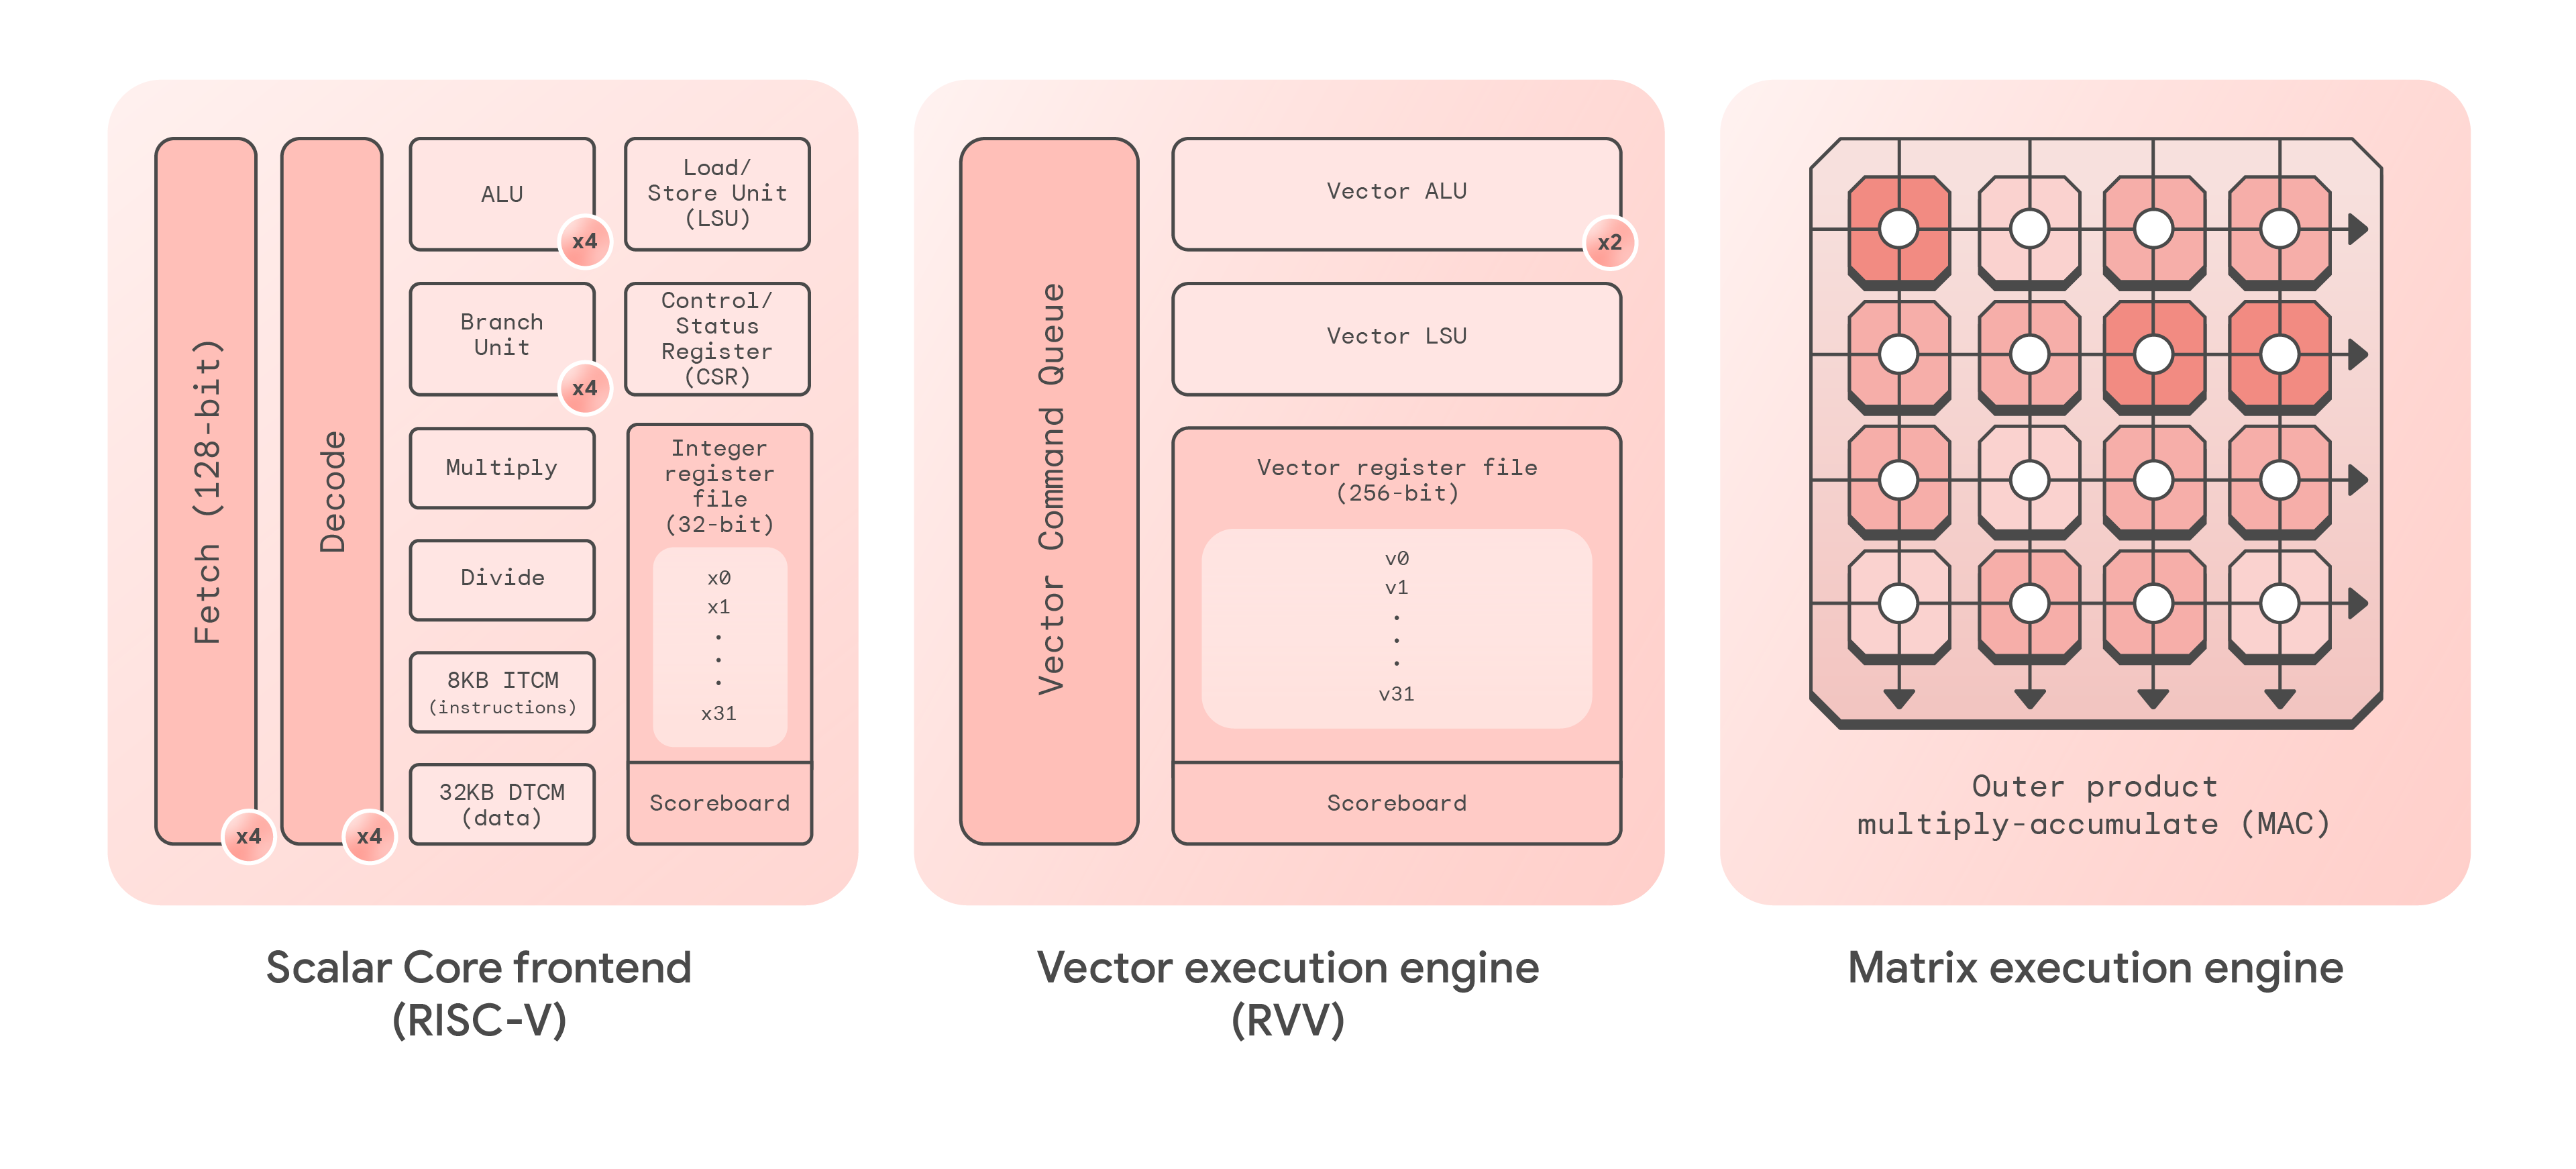 Fetch (128-bit)
x4
Decode
x4
ALU
x4
Load/
Store Unit
(LSU)
Branch
Unit
x4
Control/
Status
Register
(CSR)
Multiply
Divide
8KB ITCM
(instructions)
32KB DTCM
(data)
Integer
register
file
(32-bit)
x0
x1
.
.
.
x31
Scoreboard
Scalar Core frontend
(RISC-V)
Vector Command Queue
Vector ALU
x2
Vector LSU
Vector register file
(256-bit)
v0
v1
.
.
.
v31
Scoreboard
Vector execution engine
(RVV)
Outer product
multiply-accumulate (MAC)
Matrix execution engine